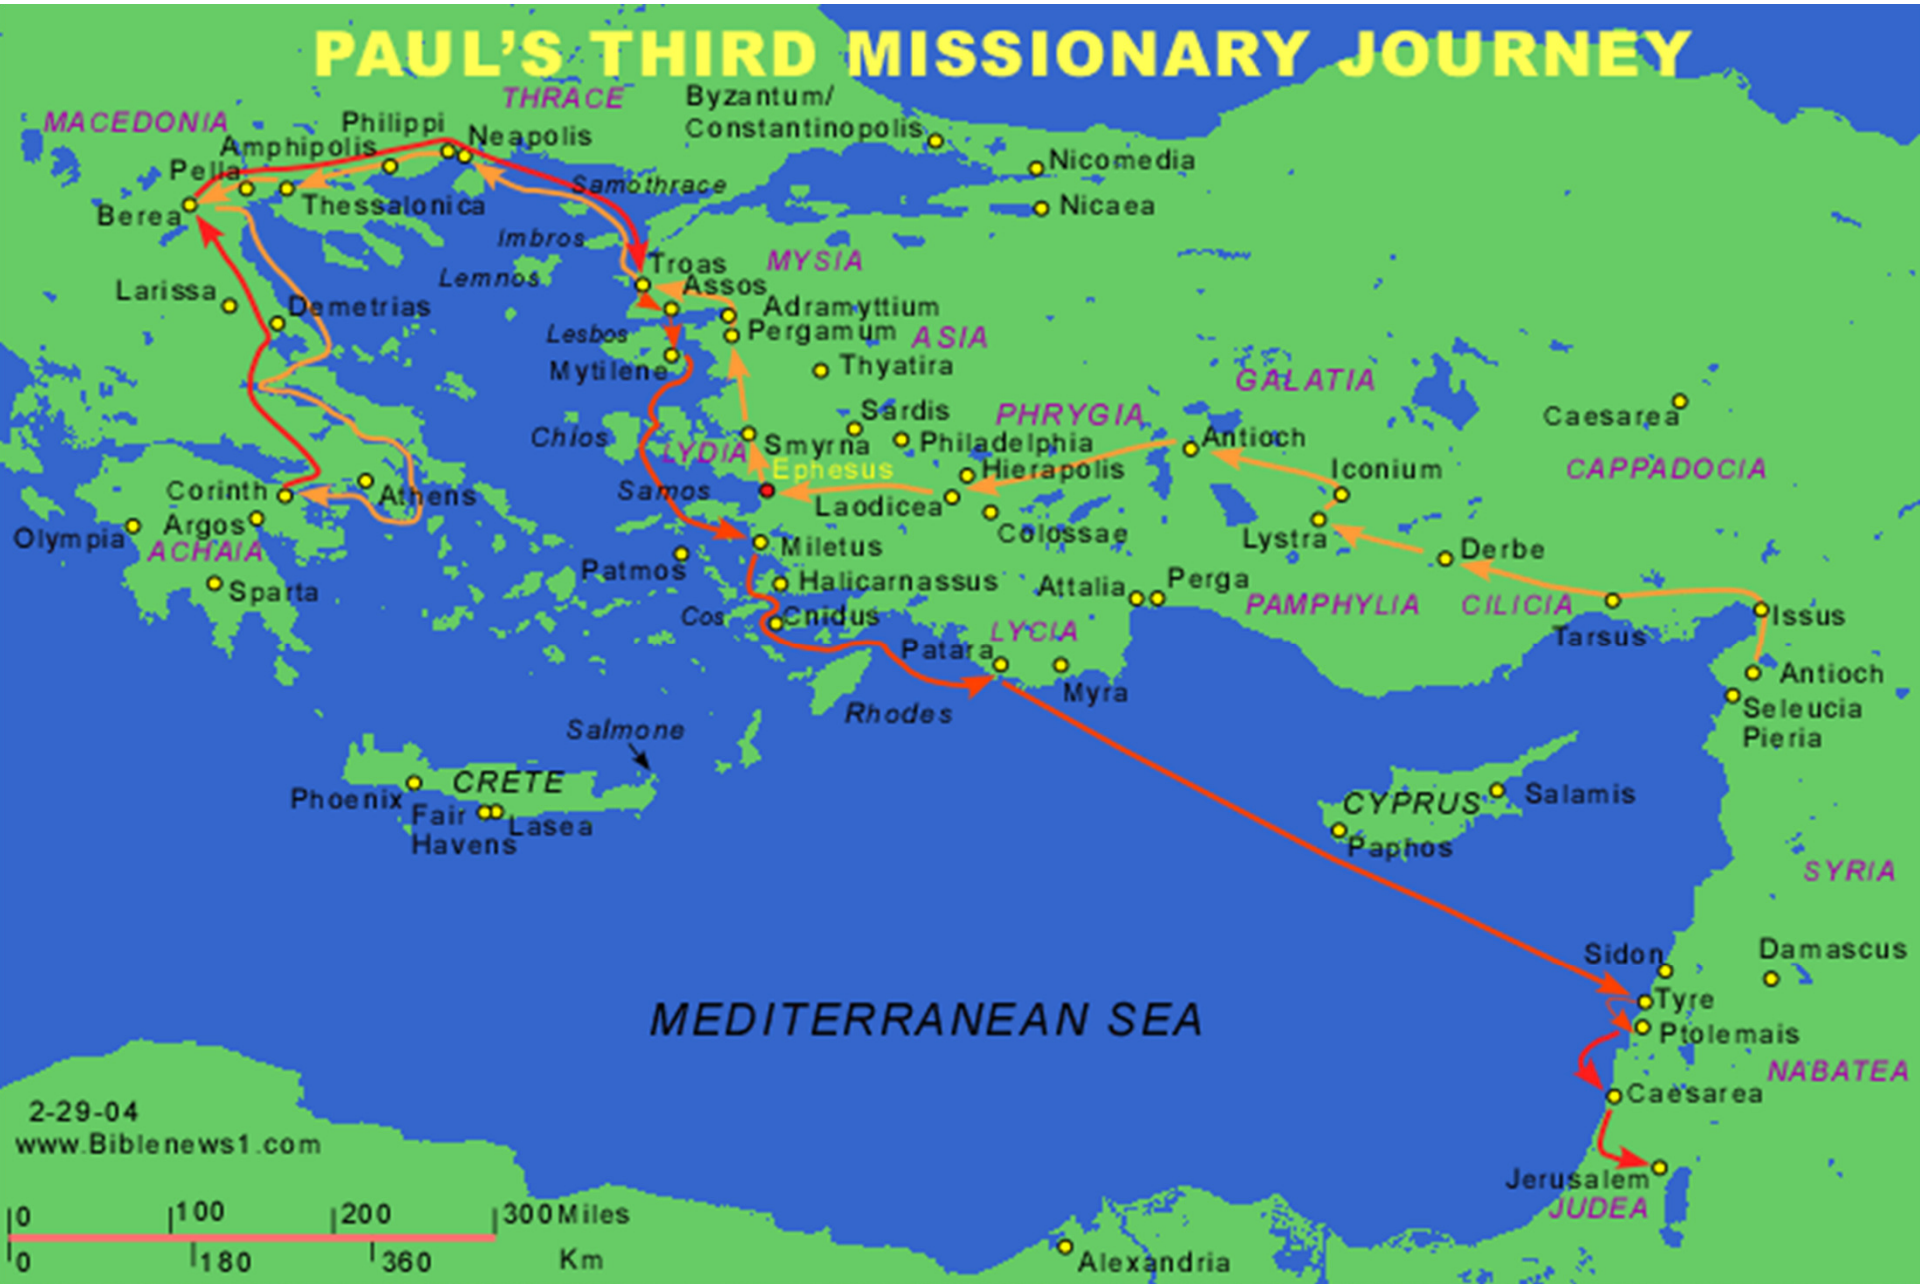 PAUL'S THIRD MISSIONARY JOURNEY
THRACE
Byzantum/
Constantinopolis
MACEDONIA
Philippi
Neapolis
Amphipolis
Pella
Nicomedia
Samothrace
Berea
Thessalonica
Nicaea
Imbros
Troas
MYSIA
Lemnos
Assos
Larissa
Demetrias
Adramyttium
Lesbos
Pergamum
ASIA
Mytilene
Thyatira
GALATIA
Sardis
PHRYGIA
Caesarea
Chios
LYDIA
Smyrna
Philadelphia
Antioch
Ephesus
Hierapolis
Iconium
CAPPADOCIA
Corinth
Athens
Samos
Laodicea
Argos
Olympia
ACHAIA
Colossae
Lystra
Miletus
Derbe
Patmos
Halicarnassus
Attalia
Perga
Sparta
Cos
Cnidus
PAMPHYLIA
CILICIA
Issus
LYCIA
Tarsus
Patara
Antioch
Myra
Rhodes
Seleucia
Pieria
Salmone
CRETE
Phoenix
Fair
Havens
Lasea
CYPRUS
Salamis
Paphos
SYRIA
Sidon
Damascus
Tyre
MEDITERRANEAN SEA
Ptolemais
NABATEA
Caesarea
2-29-04
www.Biblenews1.com
Jerusalem
JUDEA
0 100 200 300 Miles
0 180 360 Km
Alexandria